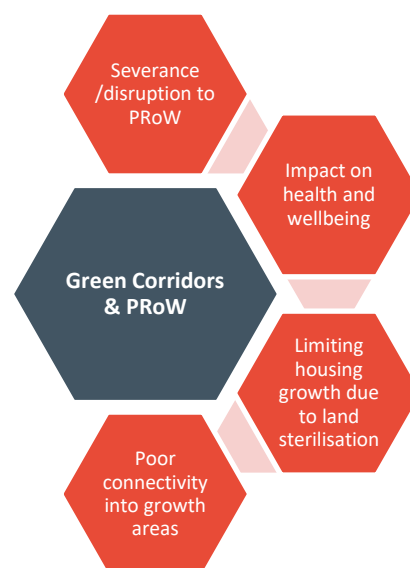 Severance
/disruption to
PRoW
Impact on
health and
wellbeing
Green Corridors
& PRoW
Limiting
housing
growth due
to land
sterilisation
Poor
connectivity
into growth
areas